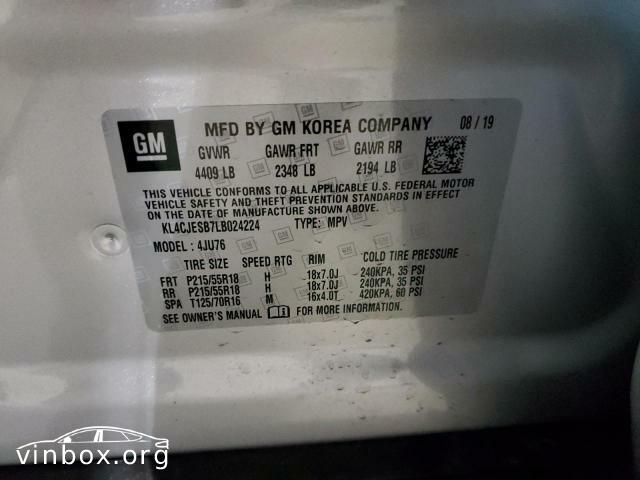 GM MFD BY GM KOREA COMPANY 08/19
GVWR GAWR FRT GAWR RR
4409 LB 2348 LB 2194 LB
THIS VEHICLE CONFORMS TO ALL APPLICABLE U.S. FEDERAL MOTOR
VEHICLE SAFETY AND THEFT PREVENTION STANDARDS IN EFFECT
ON THE DATE OF MANUFACTURE SHOWN ABOVE.
KL4CJESB7LB024224 TYPE: MPV
MODEL: 4JU76
TIRE SIZE SPEED RTG RIM COLD TIRE PRESSURE
FRT P215/55R18 H 18x7.0J 240KPA, 35 PSI
RR P215/55R18 H 18x7.0J 240KPA, 35 PSI
SPA T125/70R16 M 16x4.0T 420KPA, 60 PSI
SEE OWNER'S MANUAL FOR MORE INFORMATION.
vinbox.org